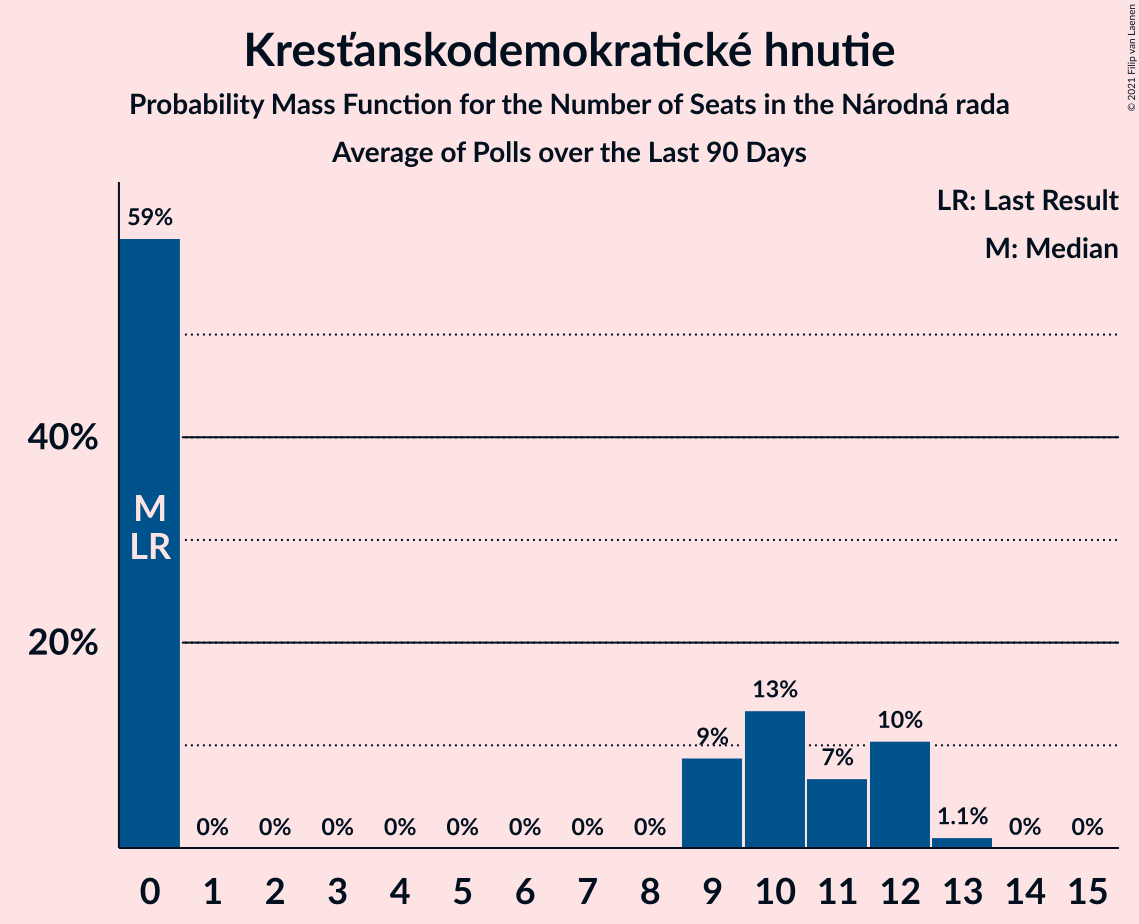 Kresťanskodemokratické hnutie
Probability Mass Function for the Number of Seats in the Národná rada
Average of Polls over the Last 90 Days
© 2021 Filip van Laenen
LR: Last Result
M: Median
59%
40%
M
LR
20%
0%
0%
0%
0%
0%
0%
0%
0%
9%
13%
7%
10%
1.1%
0%
0%
0 1 2 3 4 5 6 7 8 9 10 11 12 13 14 15